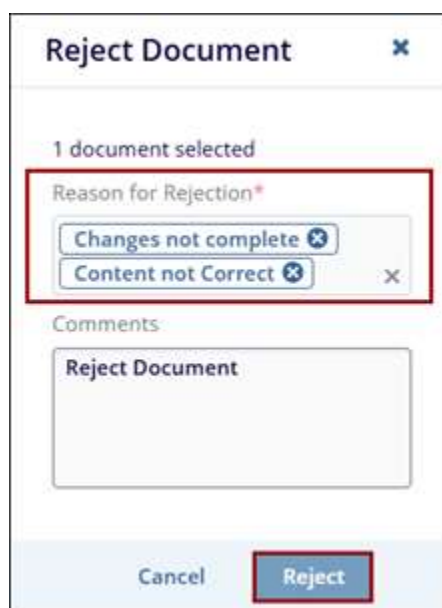 Reject Document
1 document selected
Reason for Rejection*
Changes not complete
Content not Correct
Comments
Reject Document
Cancel Reject